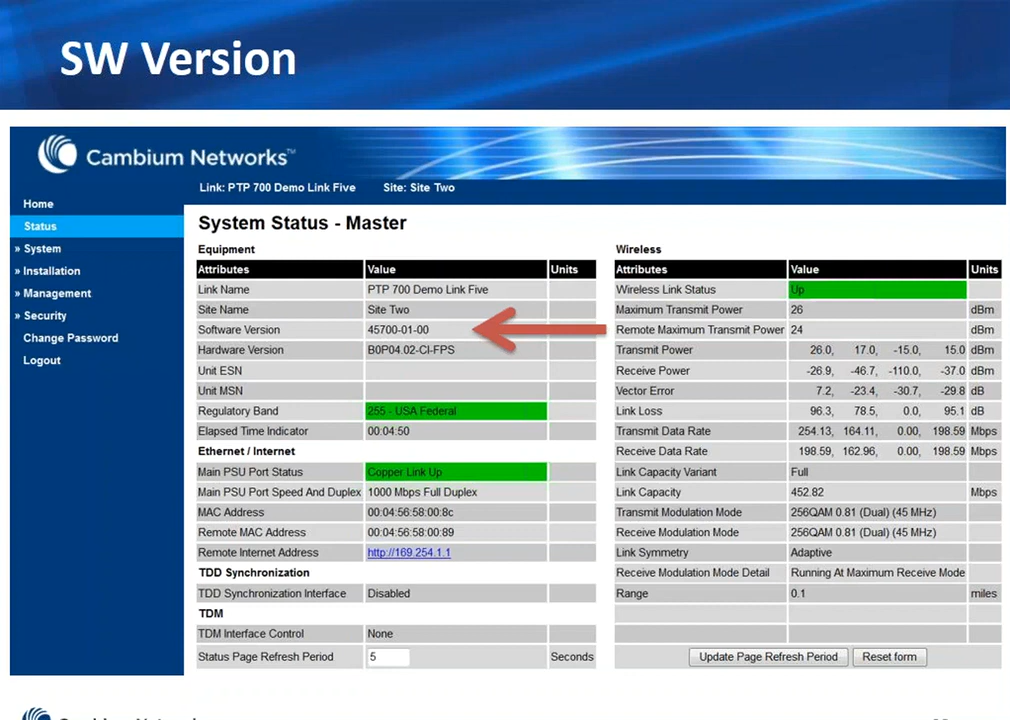 SW Version
Cambium Networks™
Link: PTP 700 Demo Link Five Site: Site Two
Home
Status
» System
» Installation
» Management
» Security
Change Password
Logout
System Status - Master
Equipment
Attributes Value Units
Link Name PTP 700 Demo Link Five
Site Name Site Two
Software Version 45700-01-00
Hardware Version B0P04.02-CI-FPS
Unit ESN
Unit MSN
Regulatory Band 255 - USA Federal
Elapsed Time Indicator 00:04:50
Ethernet / Internet
Main PSU Port Status Copper Link Up
Main PSU Port Speed And Duplex 1000 Mbps Full Duplex
MAC Address 00:04:56:58:00:8c
Remote MAC Address 00:04:56:58:00:89
Remote Internet Address http://169.254.1.1
TDD Synchronization
TDD Synchronization Interface Disabled
TDM
TDM Interface Control None
Status Page Refresh Period 5 Seconds
Wireless
Attributes Value Units
Wireless Link Status Up
Maximum Transmit Power 26 dBm
Remote Maximum Transmit Power 24 dBm
Transmit Power 26.0, 17.0, -15.0, 15.0 dBm
Receive Power -26.9, -46.7, -110.0, -37.0 dBm
Vector Error 7.2, -23.4, -30.7, -29.8 dB
Link Loss 96.3, 78.5, 0.0, 95.1 dB
Transmit Data Rate 254.13, 164.11, 0.00, 198.59 Mbps
Receive Data Rate 198.59, 162.96, 0.00, 198.59 Mbps
Link Capacity Variant Full
Link Capacity 452.82 Mbps
Transmit Modulation Mode 256QAM 0.81 (Dual) (45 MHz)
Receive Modulation Mode 256QAM 0.81 (Dual) (45 MHz)
Link Symmetry Adaptive
Receive Modulation Mode Detail Running At Maximum Receive Mode
Range 0.1 miles
Update Page Refresh Period Reset form